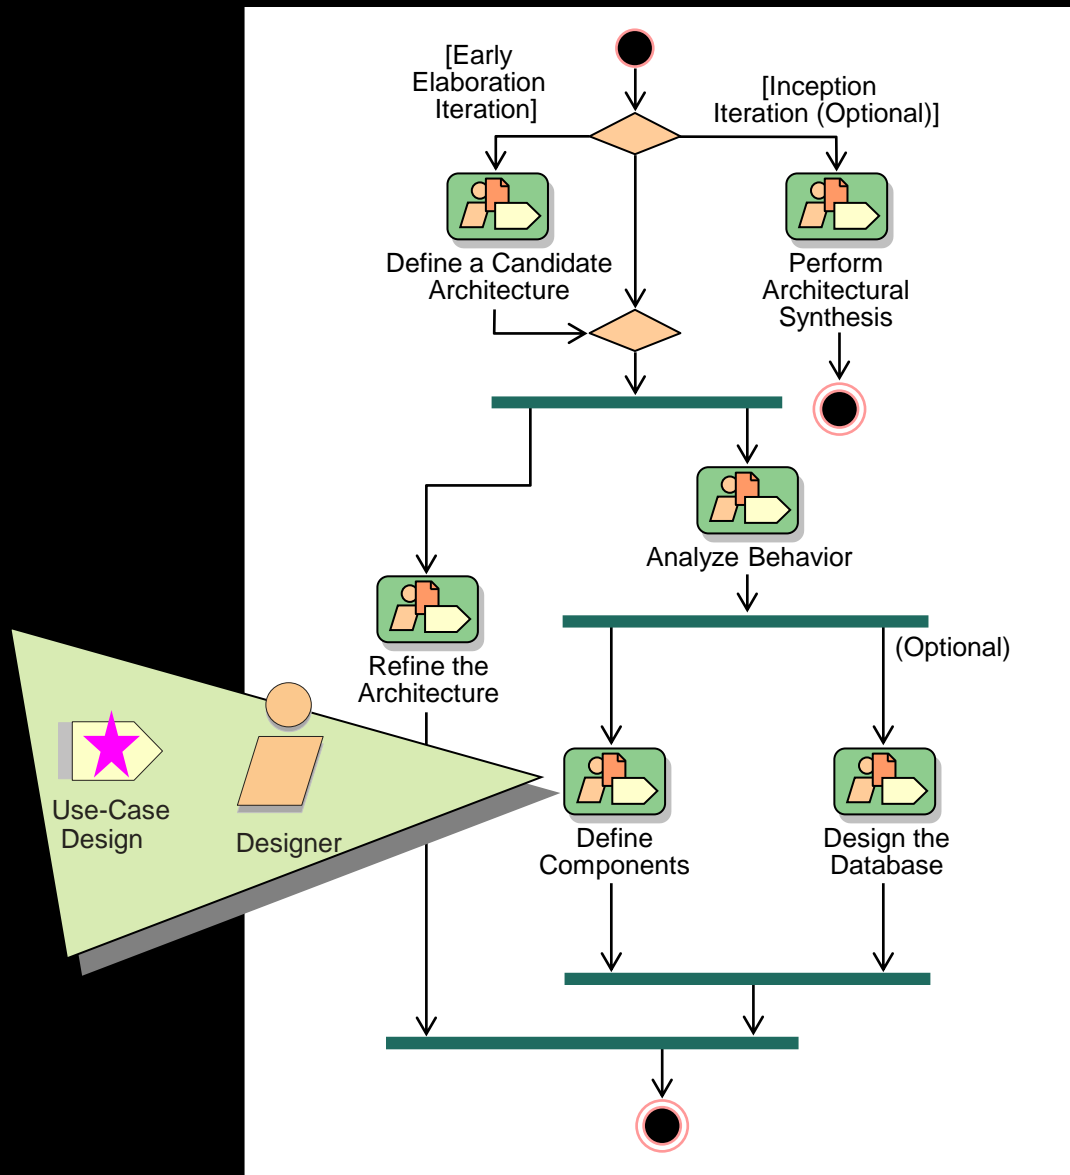 [Early
Elaboration
Iteration]
[Inception
Iteration (Optional)]
Define a Candidate
Architecture
Perform
Architectural
Synthesis
Analyze Behavior
(Optional)
Refine the
Architecture
Use-Case
Design
Designer
Define
Components
Design the
Database